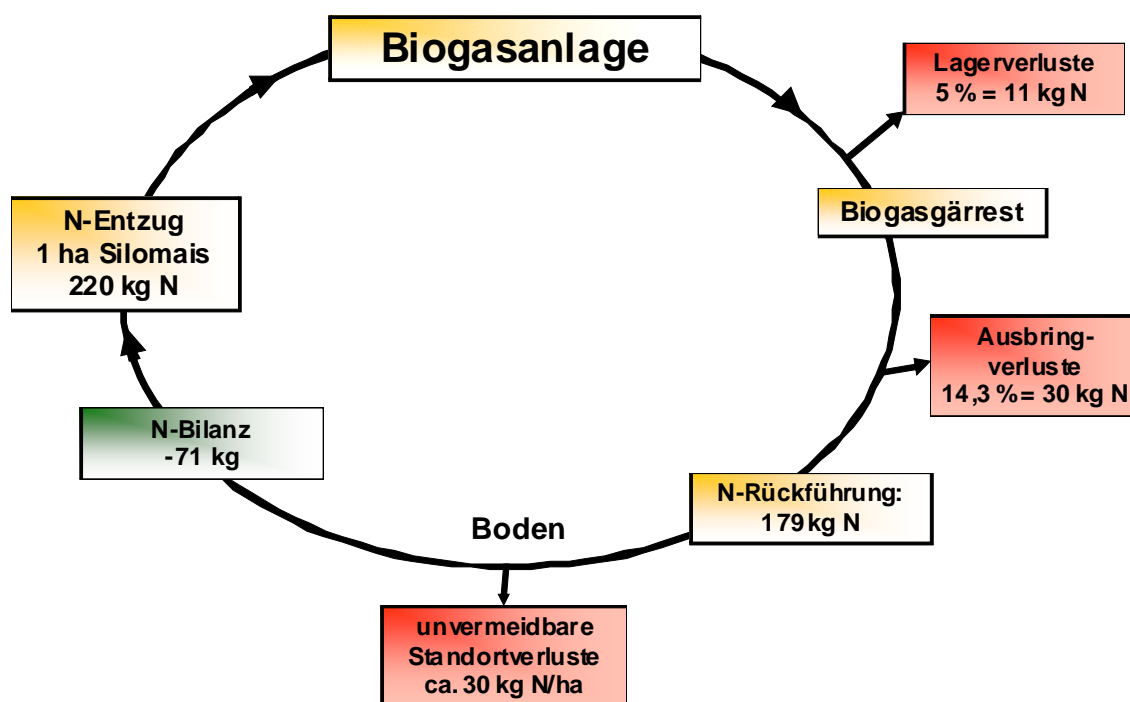 Biogasanlage
Lagerverluste
5 % = 11 kg N
Biogasgärrest
Ausbring-
verluste
14,3 % = 30 kg N
N-Rückführung:
179 kg N
Boden
unvermeidbare
Standortverluste
ca. 30 kg N/ha
N-Bilanz
-71 kg
N-Entzug
1 ha Silomais
220 kg N